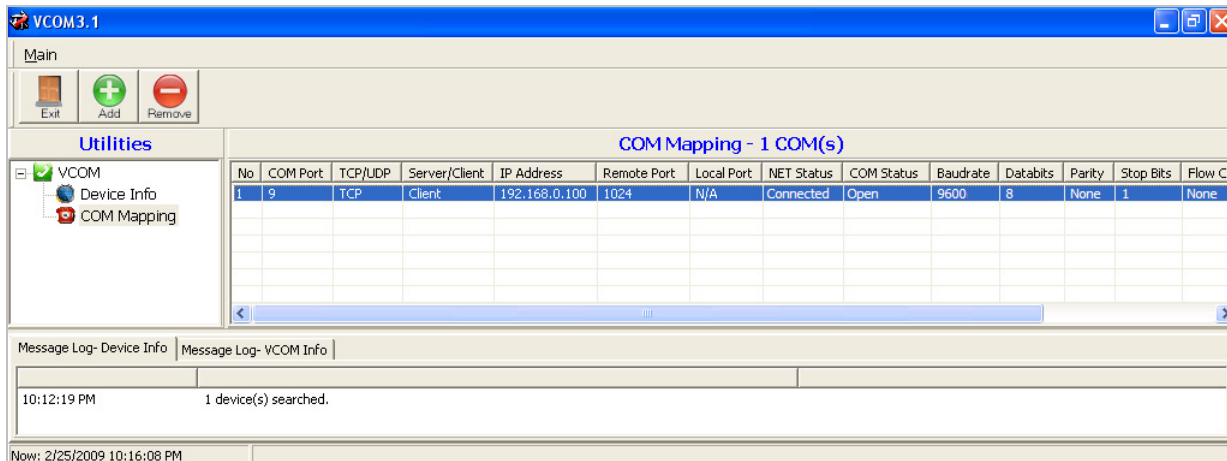 VCOM3.1
Main
Exit Add Remove
Utilities
COM Mapping - 1 COM(s)
VCOM
Device Info
COM Mapping
No COM Port TCP/UDP Server/Client IP Address Remote Port Local Port NET Status COM Status Baudrate Databits Parity Stop Bits Flow C
1 9 TCP Client 192.168.0.100 1024 N/A Connected Open 9600 8 None 1 None
Message Log- Device Info Message Log- VCOM Info
10:12:19 PM 1 device(s) searched.
Now: 2/25/2009 10:16:08 PM